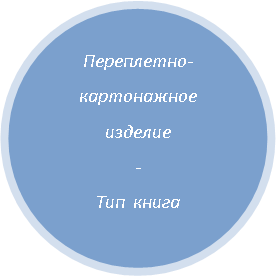 Переплетно-
картонажное
изделие
-
Тип книга